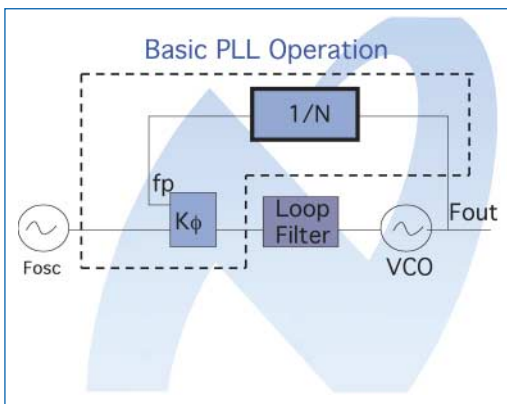 Basic PLL Operation
1/N
fp
Kϕ
Loop
Filter
Fout
Fosc
VCO